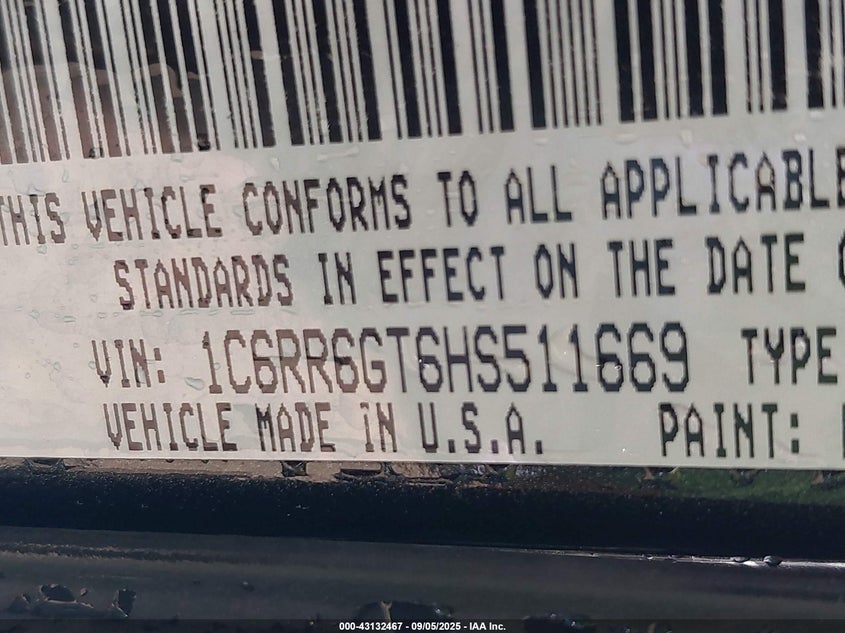 THIS VEHICLE CONFORMS TO ALL APPLICABLE
STANDARDS IN EFFECT ON THE DATE
VIN: 1C6RR6GT6HS511669 TYPE
VEHICLE MADE IN U.S.A. PAINT:
000-43132467 - 09/05/2025 - IAA Inc.